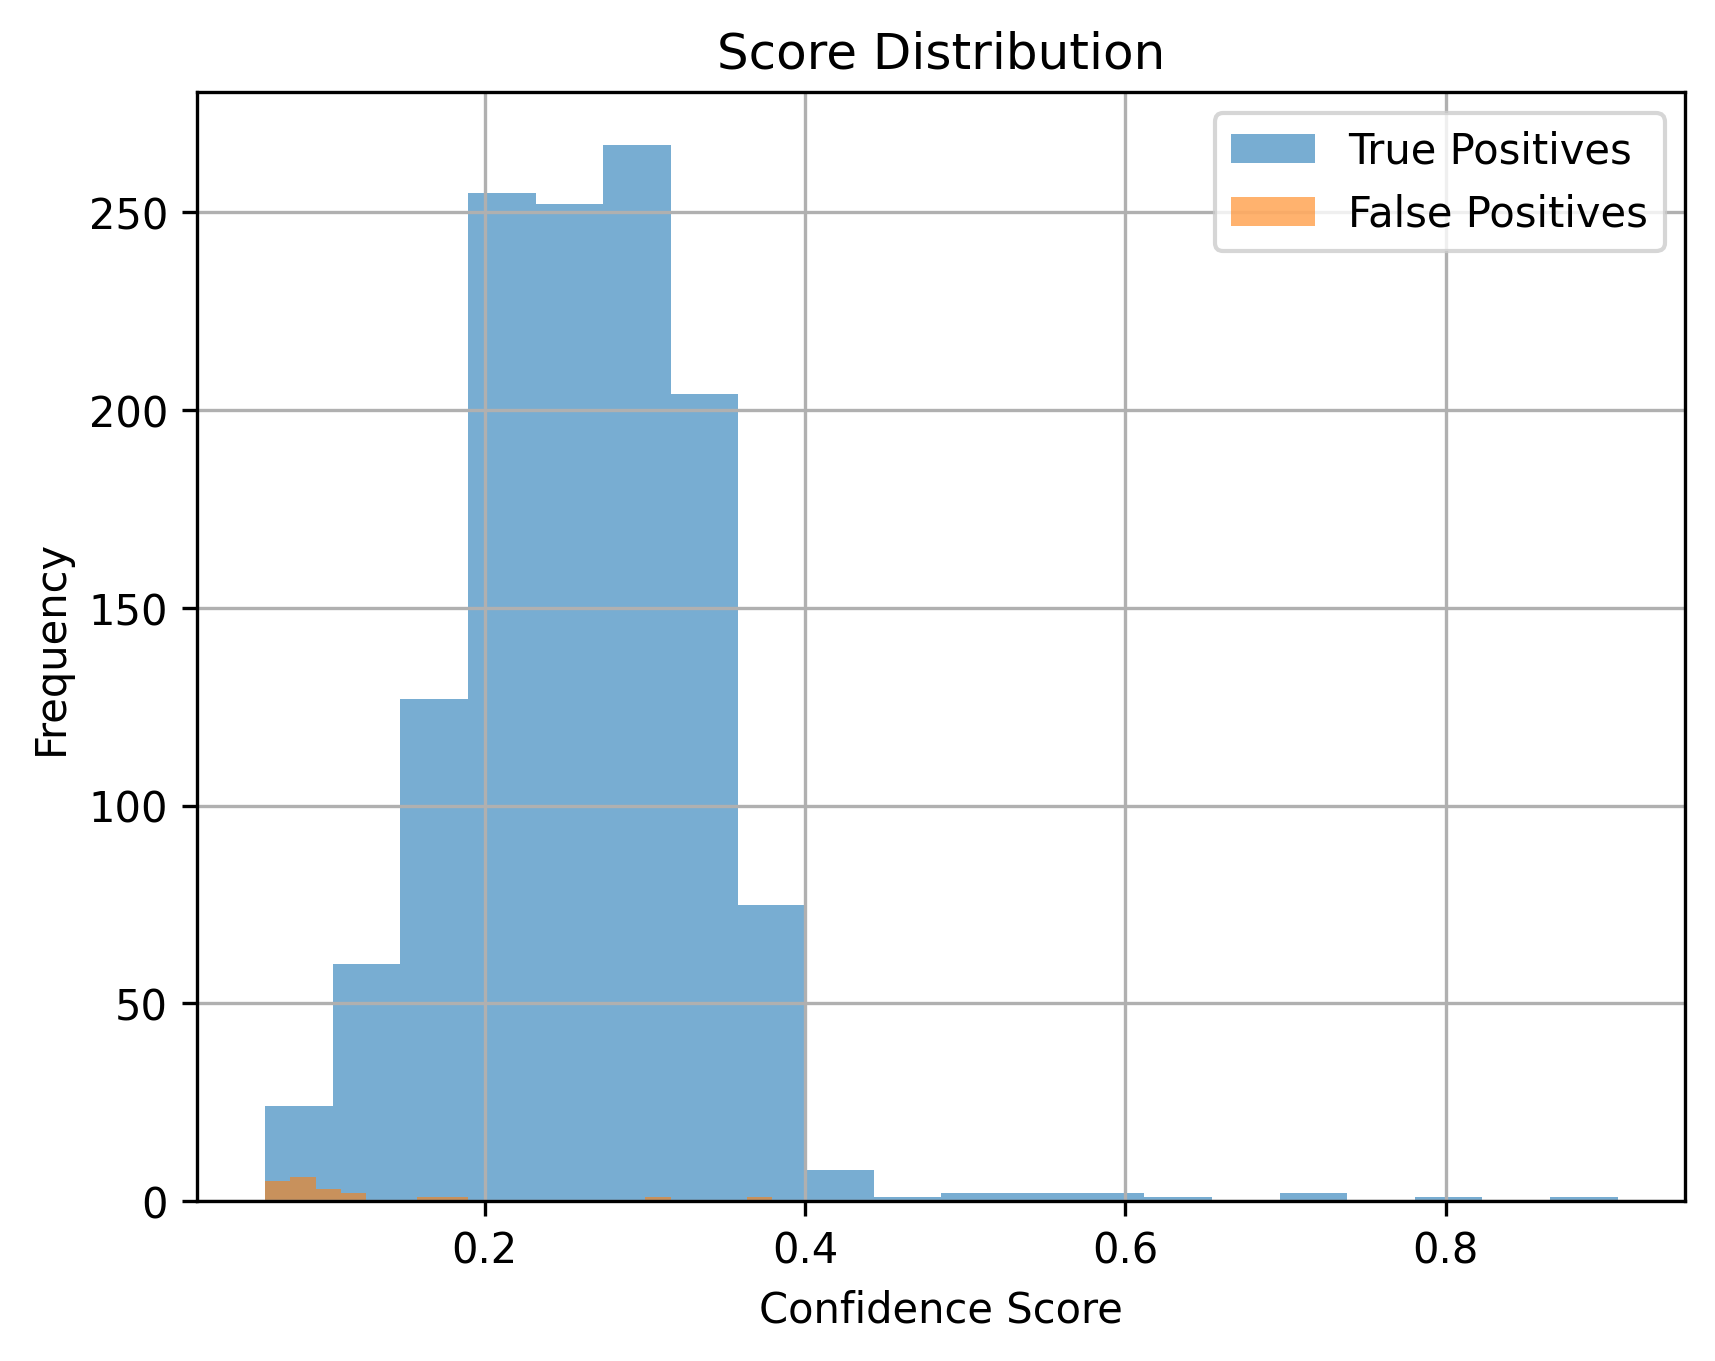 Score Distribution
True Positives
False Positives
250
200
150
100
50
0
Frequency
0.2 0.4 0.6 0.8
Confidence Score